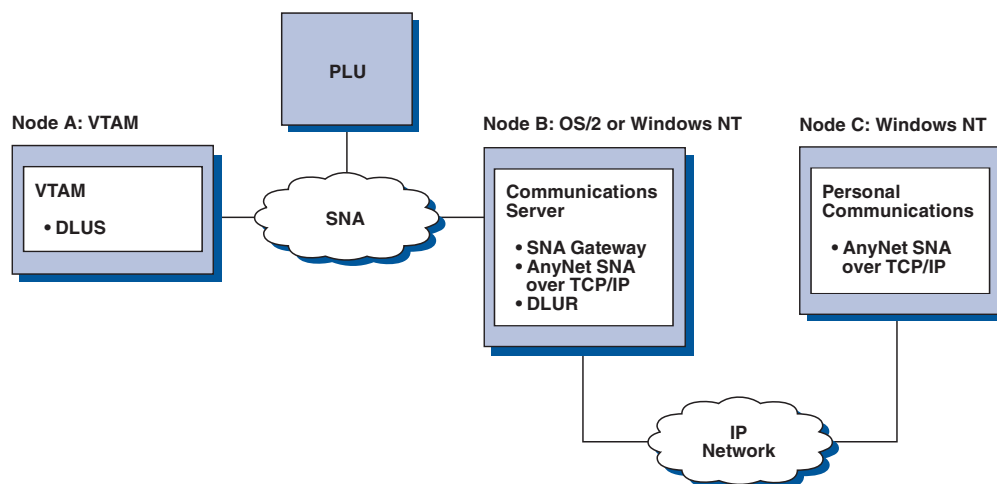 PLU
Node A: VTAM
VTAM
• DLUS
SNA
Node B: OS/2 or Windows NT
Communications
Server
• SNA Gateway
• AnyNet SNA
over TCP/IP
• DLUR
Node C: Windows NT
Personal
Communications
• AnyNet SNA
over TCP/IP
IP
Network